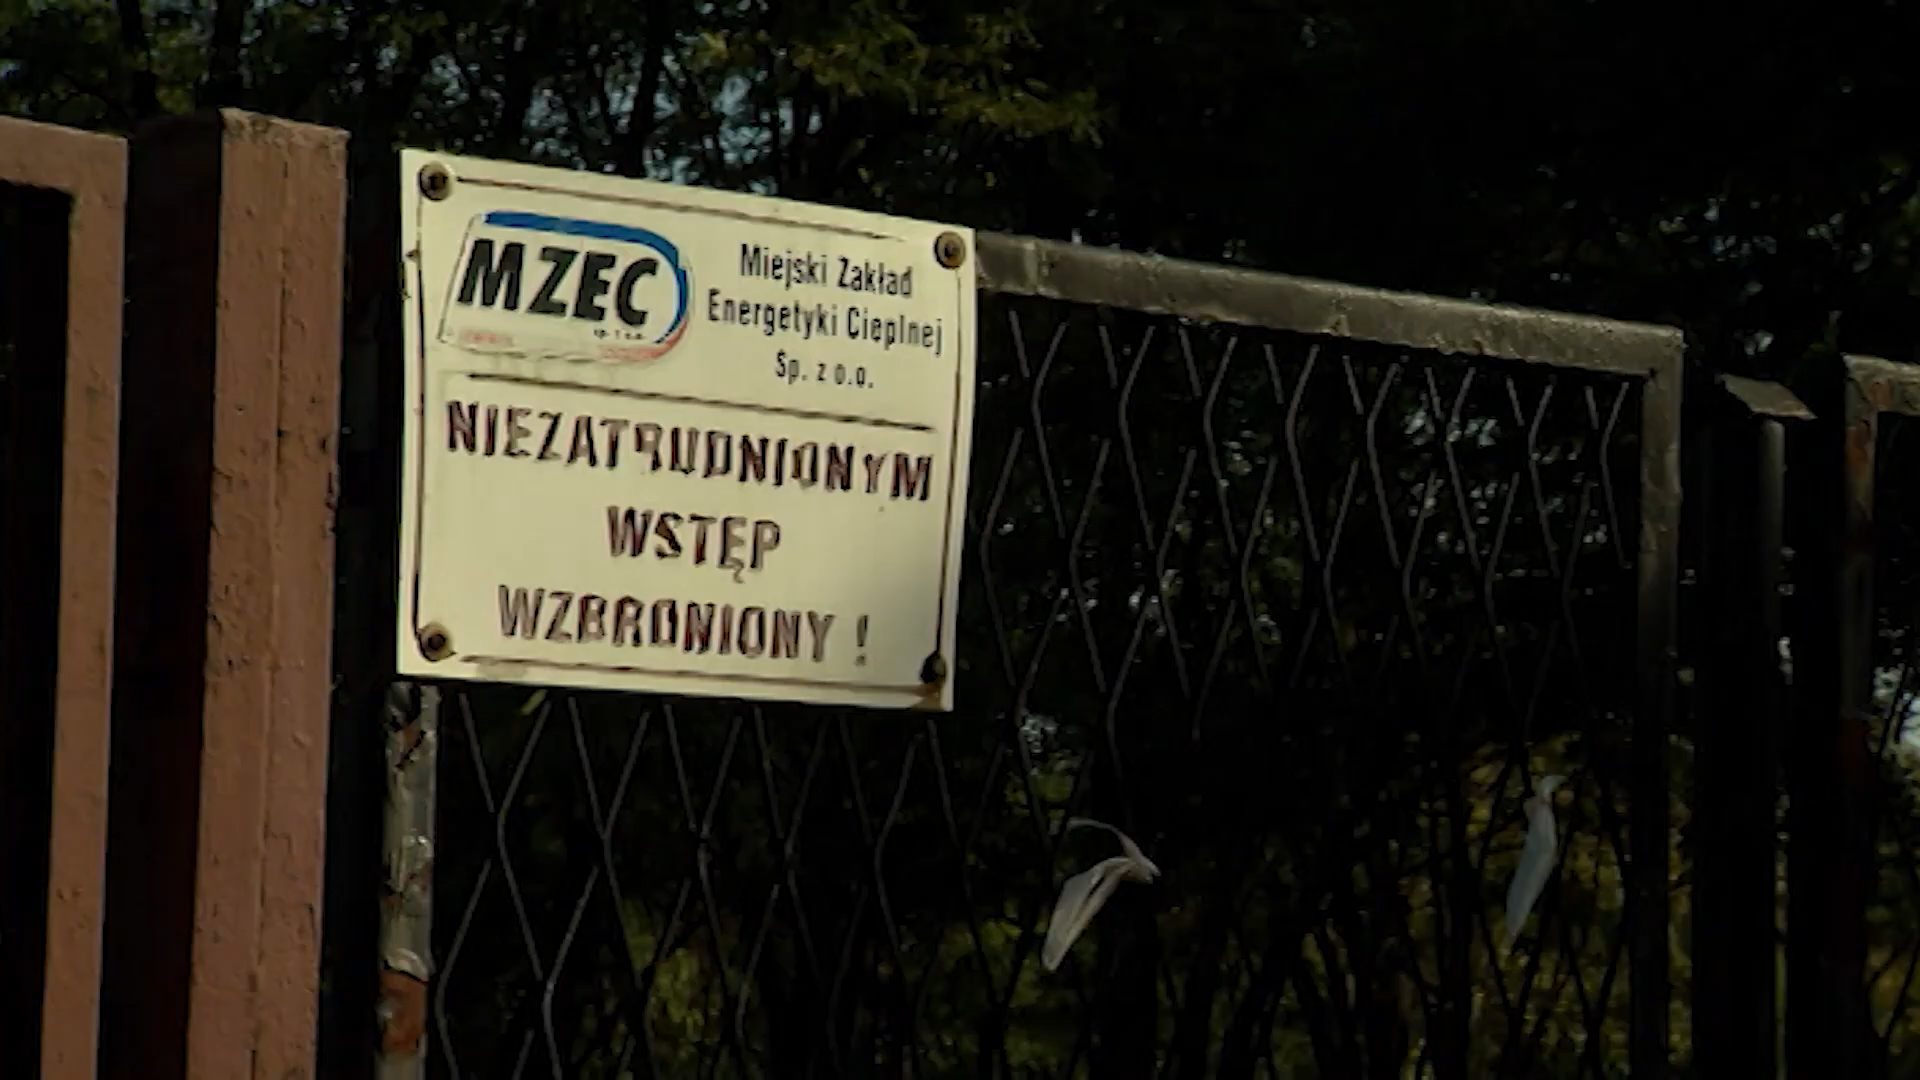 MZEC
Miejski Zakład
Energetyki Cieplnej
Sp. z o.o.
NIEZATRUDNIONYM
WSTĘP
WZBRONIONY !